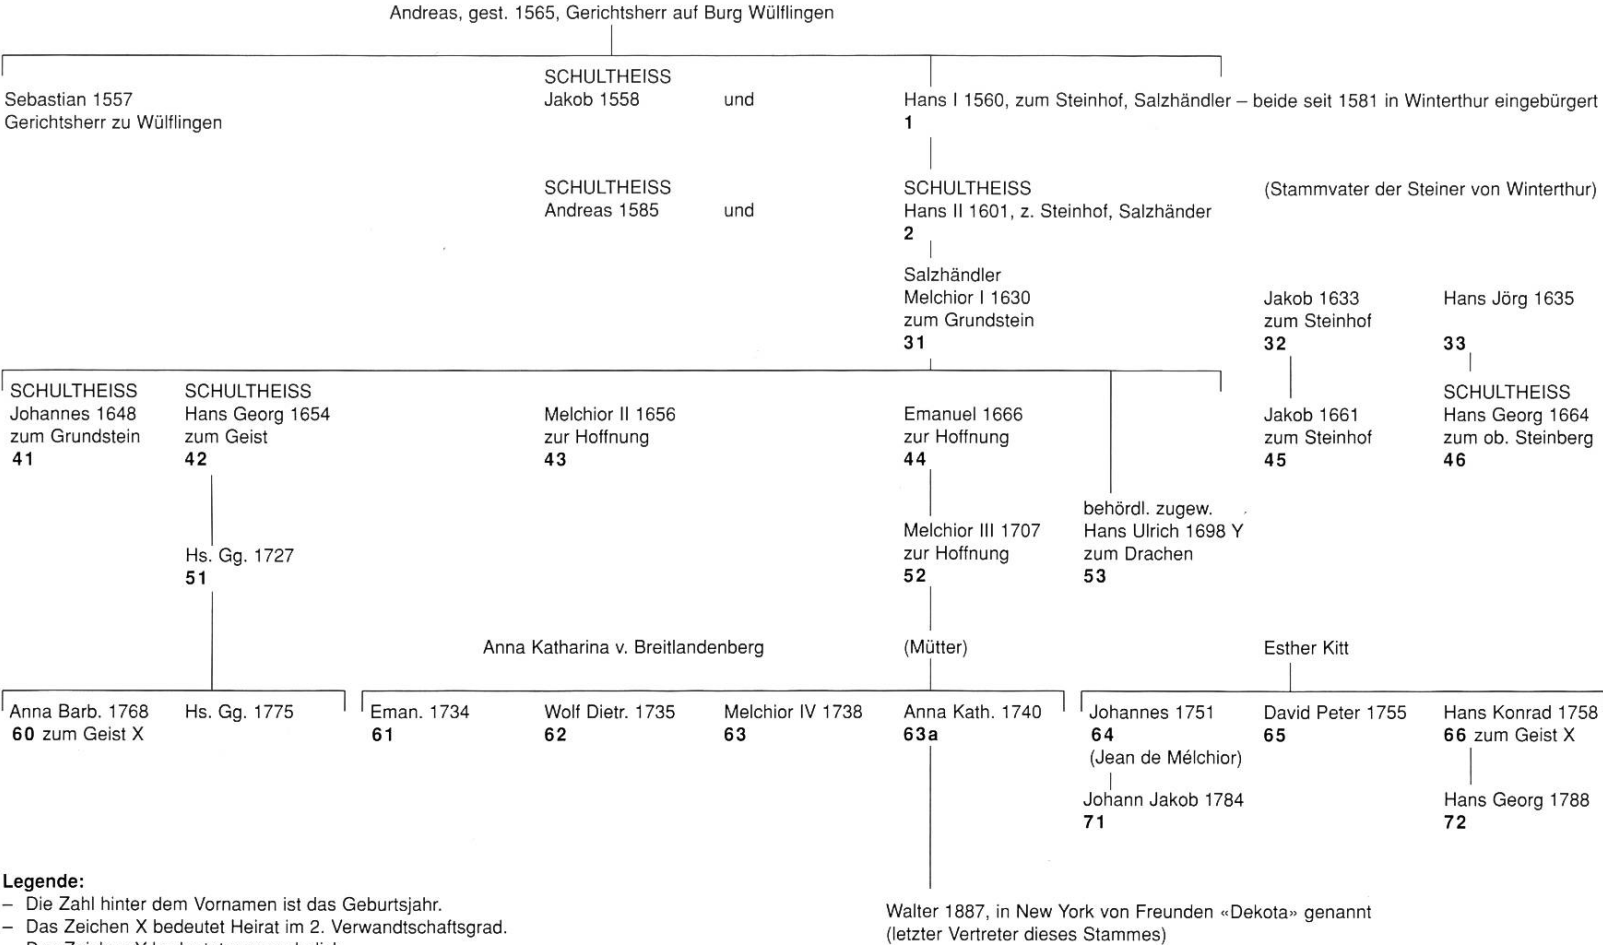 Andreas, gest. 1565, Gerichtsherr auf Burg Wülflingen
SCHULTHEISS
Sebastian 1557 Jakob 1558 und Hans I 1560, zum Steinhof, Salzhändler – beide seit 1581 in Winterthur eingebürgert
Gerichtsherr zu Wülflingen 1
SCHULTHEISS SCHULTHEISS (Stammvater der Steiner von Winterthur)
Andreas 1585 und Hans II 1601, z. Steinhof, Salzhänder
2
Salzhändler
Melchior I 1630 Jakob 1633 Hans Jörg 1635
zum Grundstein zum Steinhof
31 32 33
SCHULTHEISS SCHULTHEISS SCHULTHEISS
Johannes 1648 Hans Georg 1654 Melchior II 1656 Emanuel 1666 Jakob 1661 Hans Georg 1664
zum Grundstein zum Geist zur Hoffnung zur Hoffnung zum Steinhof zum ob. Steinberg
41 42 43 44 45 46
behördl. zugew.
Melchior III 1707 Hans Ulrich 1698 Y
Hs. Gg. 1727 zur Hoffnung zum Drachen
51 52 53
Anna Katharina v. Breitlandenberg (Mütter) Esther Kitt
Anna Barb. 1768 Hs. Gg. 1775 Eman. 1734 Wolf Dietr. 1735 Melchior IV 1738 Anna Kath. 1740 Johannes 1751 David Peter 1755 Hans Konrad 1758
60 zum Geist X 61 62 63 63a 64 65 66 zum Geist X
(Jean de Mélchior)
Johann Jakob 1784 Hans Georg 1788
71 72
Legende:
– Die Zahl hinter dem Vornamen ist das Geburtsjahr.
– Das Zeichen X bedeutet Heirat im 2. Verwandtschaftsgrad.
Walter 1887, in New York von Freunden «Dekota» genannt
(letzter Vertreter dieses Stammes)